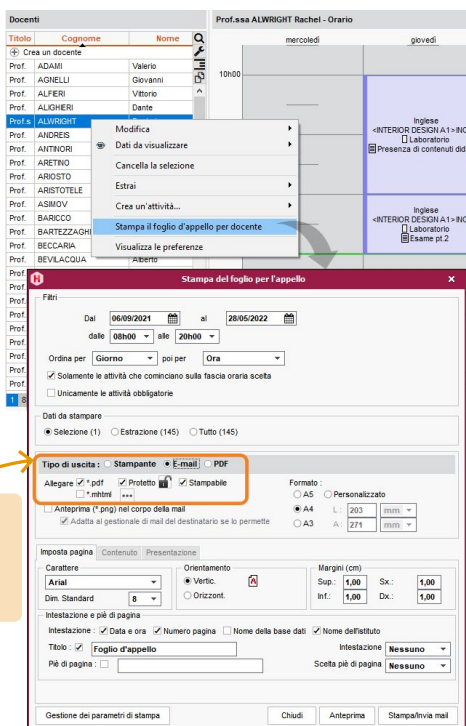 Docenti
Prof.ssa ALWRIGHT Rachel - Orario
Titolo Cognome Nome
mercoledì giovedì
Crea un docente
Prof. ADAMI Valerio
Prof. AGNELLI Giovanni
10h00
Prof. ALFIERI Vittorio
Prof. ALIGHIERI Dante
Prof.s ALWRIGHT
Prof. ANDREIS
Prof. ANTINORI
Prof. ARETINO
Prof. ARIOSTO
Prof. ARISTOTELE
Prof. ASIMOV
Prof. BARICCO
Prof. BARTEZZAGHI
Prof. BECCARIA
Prof. BEVILACQUA Alberto
Modifica
Dati da visualizzare
Cancella la selezione
Estrai
Crea un'attività...
Stampa il foglio d'appello per docente
Visualizza le preferenze
Inglese
<INTERIOR DESIGN A1>ING
Laboratorio
Presenza di contenuti did
Inglese
<INTERIOR DESIGN A1>ING
Laboratorio
Esame pt.2
Prof.
Prof.
Prof.
Prof.
Prof.
Prof.
Prof.
1 8
Stampa del foglio per l'appello
Filtri
Dal 06/09/2021 al 28/05/2022
dalle 08h00 alle 20h00
Ordina per Giorno poi per Ora
Solamente le attività che cominciano sulla fascia oraria scelta
Unicamente le attività obbligatorie
Dati da stampare
Selezione (1) Estrazione (145) Tutto (145)
Tipo di uscita : Stampante E-mail PDF
Allegare *.pdf Protetto Stampabile
*.mhtml
Anteprima (*.png) nel corpo della mail
Adatta al gestionale di mail del destinatario se lo permette
Formato :
A5 Personalizzato
A4 L : 203 mm
A3 A : 271 mm
Imposta pagina Contenuto Presentazione
Carattere
Arial
Dim. Standard 8
Orientamento
Vertic.
Orizzont.
Margini (cm)
Sup.: 1,00 Sx.: 1,00
Inf.: 1,00 Dx.: 1,00
Intestazione e piè di pagina
Intestazione : Data e ora Numero pagina Nome della base dati Nome dell'istituto
Titolo : Foglio d'appello Intestazione Nessuno
Piè di pagina : Scelta piè di pagina Nessuno
Gestione dei parametri di stampa Chiudi Anteprima Stampa/Invia mail